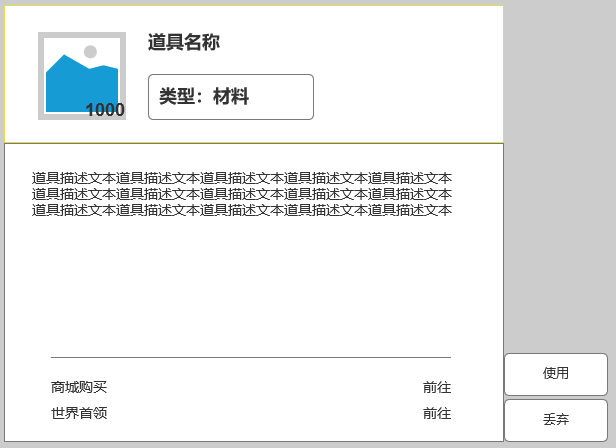 道具名称
1000
类型：材料
道具描述文本道具描述文本道具描述文本道具描述文本道具描述文本
道具描述文本道具描述文本道具描述文本道具描述文本道具描述文本
道具描述文本道具描述文本道具描述文本道具描述文本道具描述文本
商城购买 前往
世界首领 前往
使用
丢弃